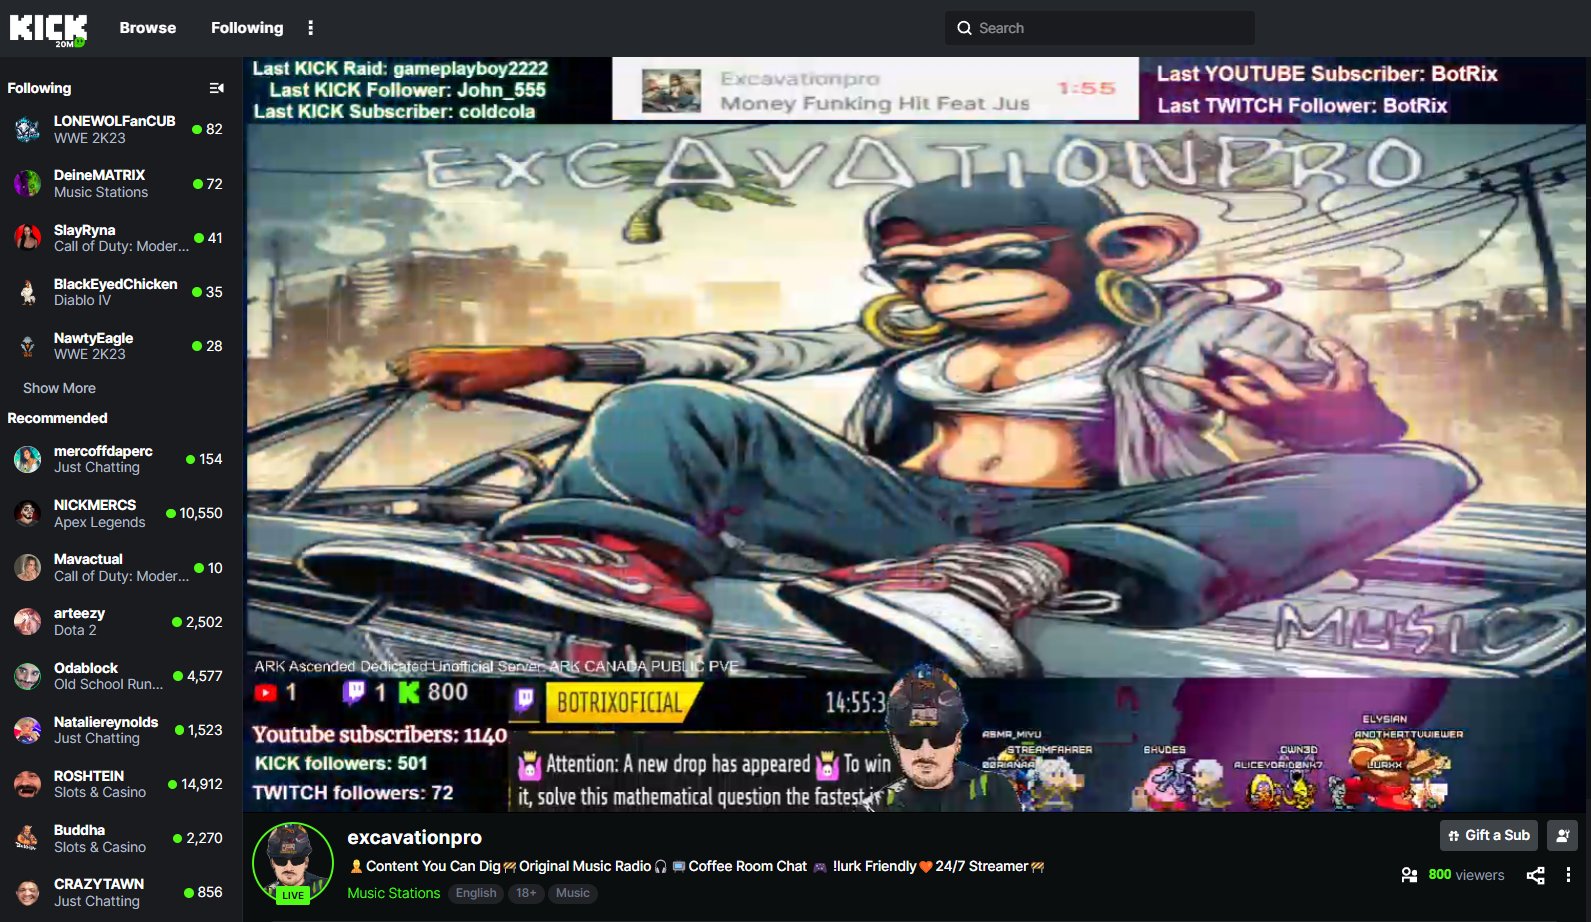 KICK
20M
Browse
Following
Search
Following
LONEWOLFanCUB
WWE 2K23
82
DeineMATRIX
Music Stations
72
SlayRyna
Call of Duty: Moder...
41
BlackEyedChicken
Diablo IV
35
NawtyEagle
WWE 2K23
28
Show More
Recommended
mercoffdaperc
Just Chatting
154
NICKMERCS
Apex Legends
10,550
Mavactual
Call of Duty: Moder...
10
arteezy
Dota 2
2,502
Odablock
Old School Run...
4,577
Nataliereynolds
Just Chatting
1,523
ROSHTEIN
Slots & Casino
14,912
Buddha
Slots & Casino
2,270
CRAZYTAWN
Just Chatting
856
Last KICK Raid: gameplayboy2222
Last KICK Follower: John_555
Last KICK Subscriber: coldcola
Excavationpro
Money Funking Hit Feat Jus
1:55
Last YOUTUBE Subscriber: BotRix
Last TWITCH Follower: BotRix
EXCAVATIONPRO
MUSIC
ARK Ascended Dedicated Unofficial Server: ARK CANADA PUBLIC PVE
1 1 K 800
BOTRIXOFICIAL
14:55:3
Youtube subscribers: 1140
KICK followers: 501
TWITCH followers: 72
Attention: A new drop has appeared To win
it, solve this mathematical question the fastest
ELYSIAN
ASMR_MIYU
ANOTHERTTVVIEWER
STREAMFAHRER
BHVDES
LURXX
excavationpro
Content You Can Dig Original Music Radio Coffee Room Chat !lurk Friendly 24/7 Streamer
LIVE
Music Stations
English
18+
Music
Gift a Sub
800 viewers